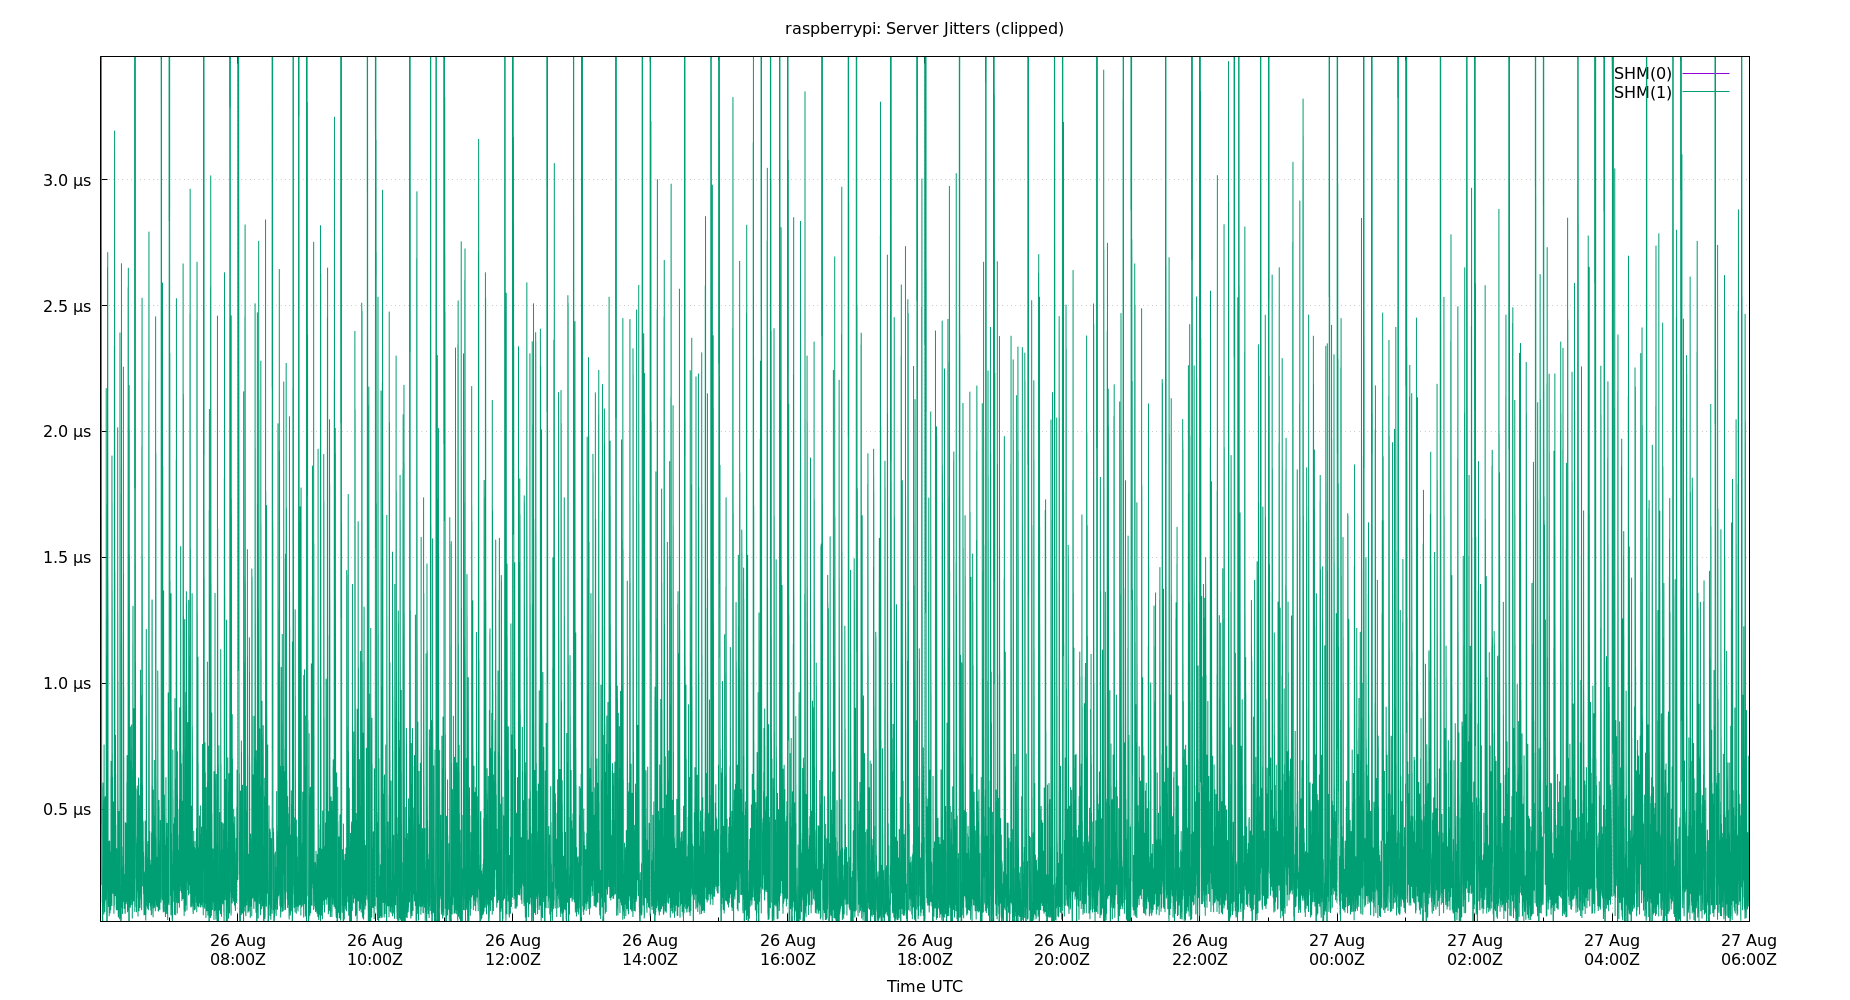 raspberrypi: Server Jitters (clipped)
SHM(0)
SHM(1)
3.0 µs
2.5 µs
2.0 µs
1.5 µs
1.0 µs
0.5 µs
26 Aug 26 Aug 26 Aug 26 Aug 26 Aug 26 Aug 26 Aug 26 Aug 27 Aug 27 Aug 27 Aug 27 Aug
08:00Z 10:00Z 12:00Z 14:00Z 16:00Z 18:00Z 20:00Z 22:00Z 00:00Z 02:00Z 04:00Z 06:00Z
Time UTC